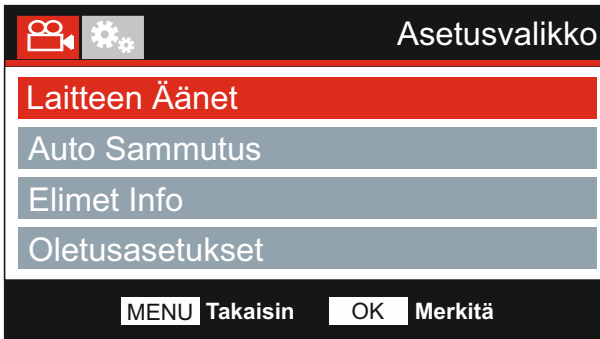 Asetusvalikko
Laitteen Äänet
Auto Sammutus
Elimet Info
Oletusasetukset
MENU Takaisin OK Merkitä